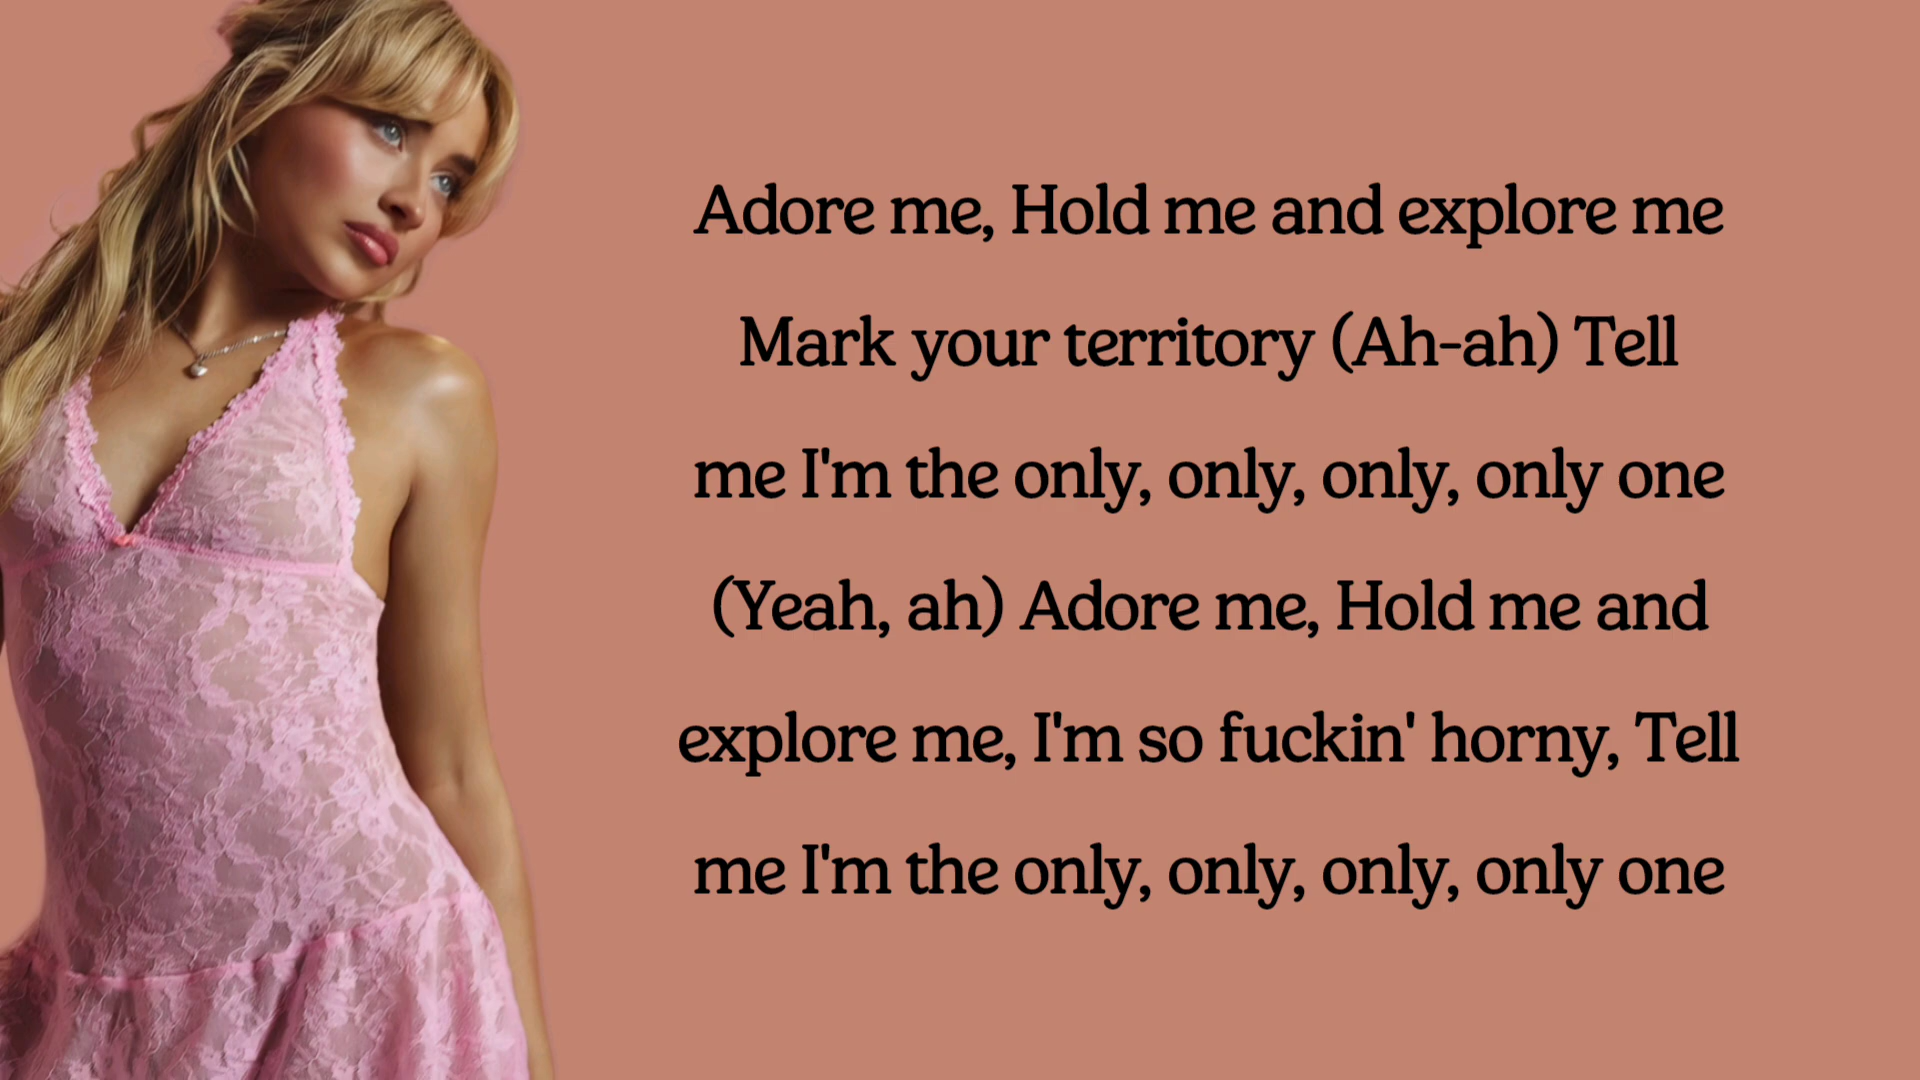 Adore me, Hold me and explore me
Mark your territory (Ah-ah) Tell
me I'm the only, only, only, only one
(Yeah, ah) Adore me, Hold me and
explore me, I'm so fuckin' horny, Tell
me I'm the only, only, only, only one